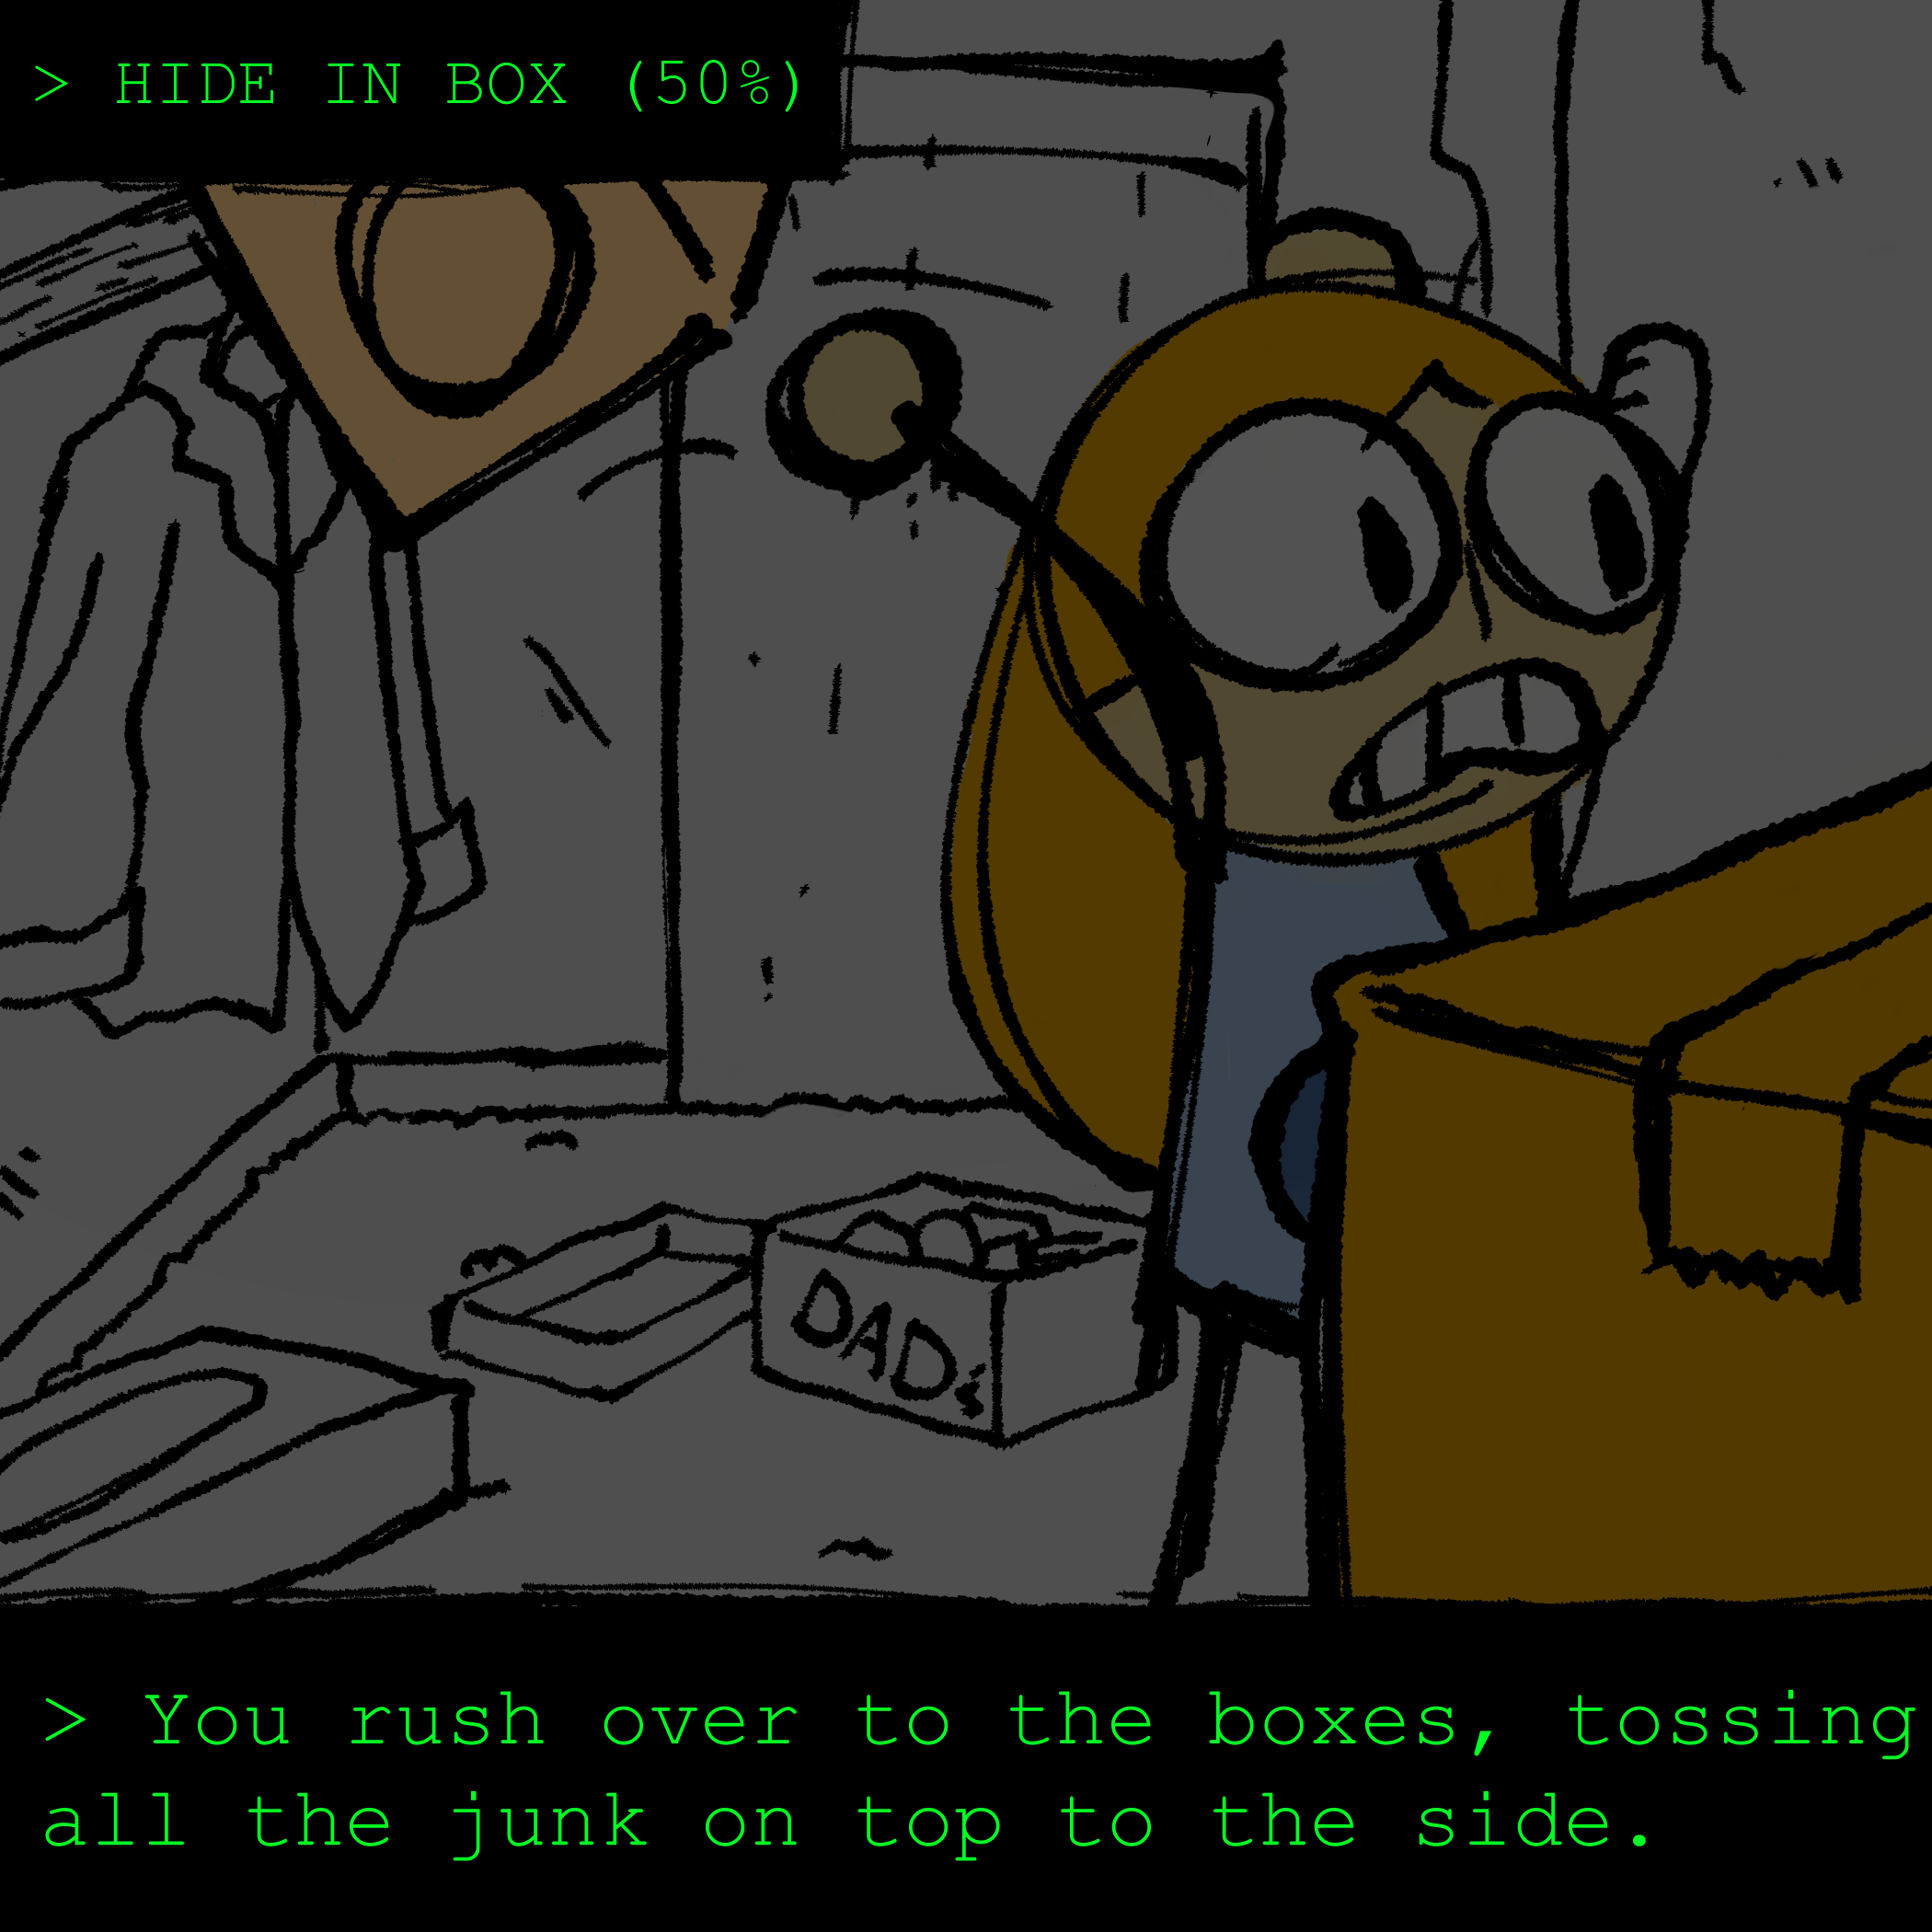 > HIDE IN BOX (50%)
DADS
> You rush over to the boxes, tossing
all the junk on top to the side.